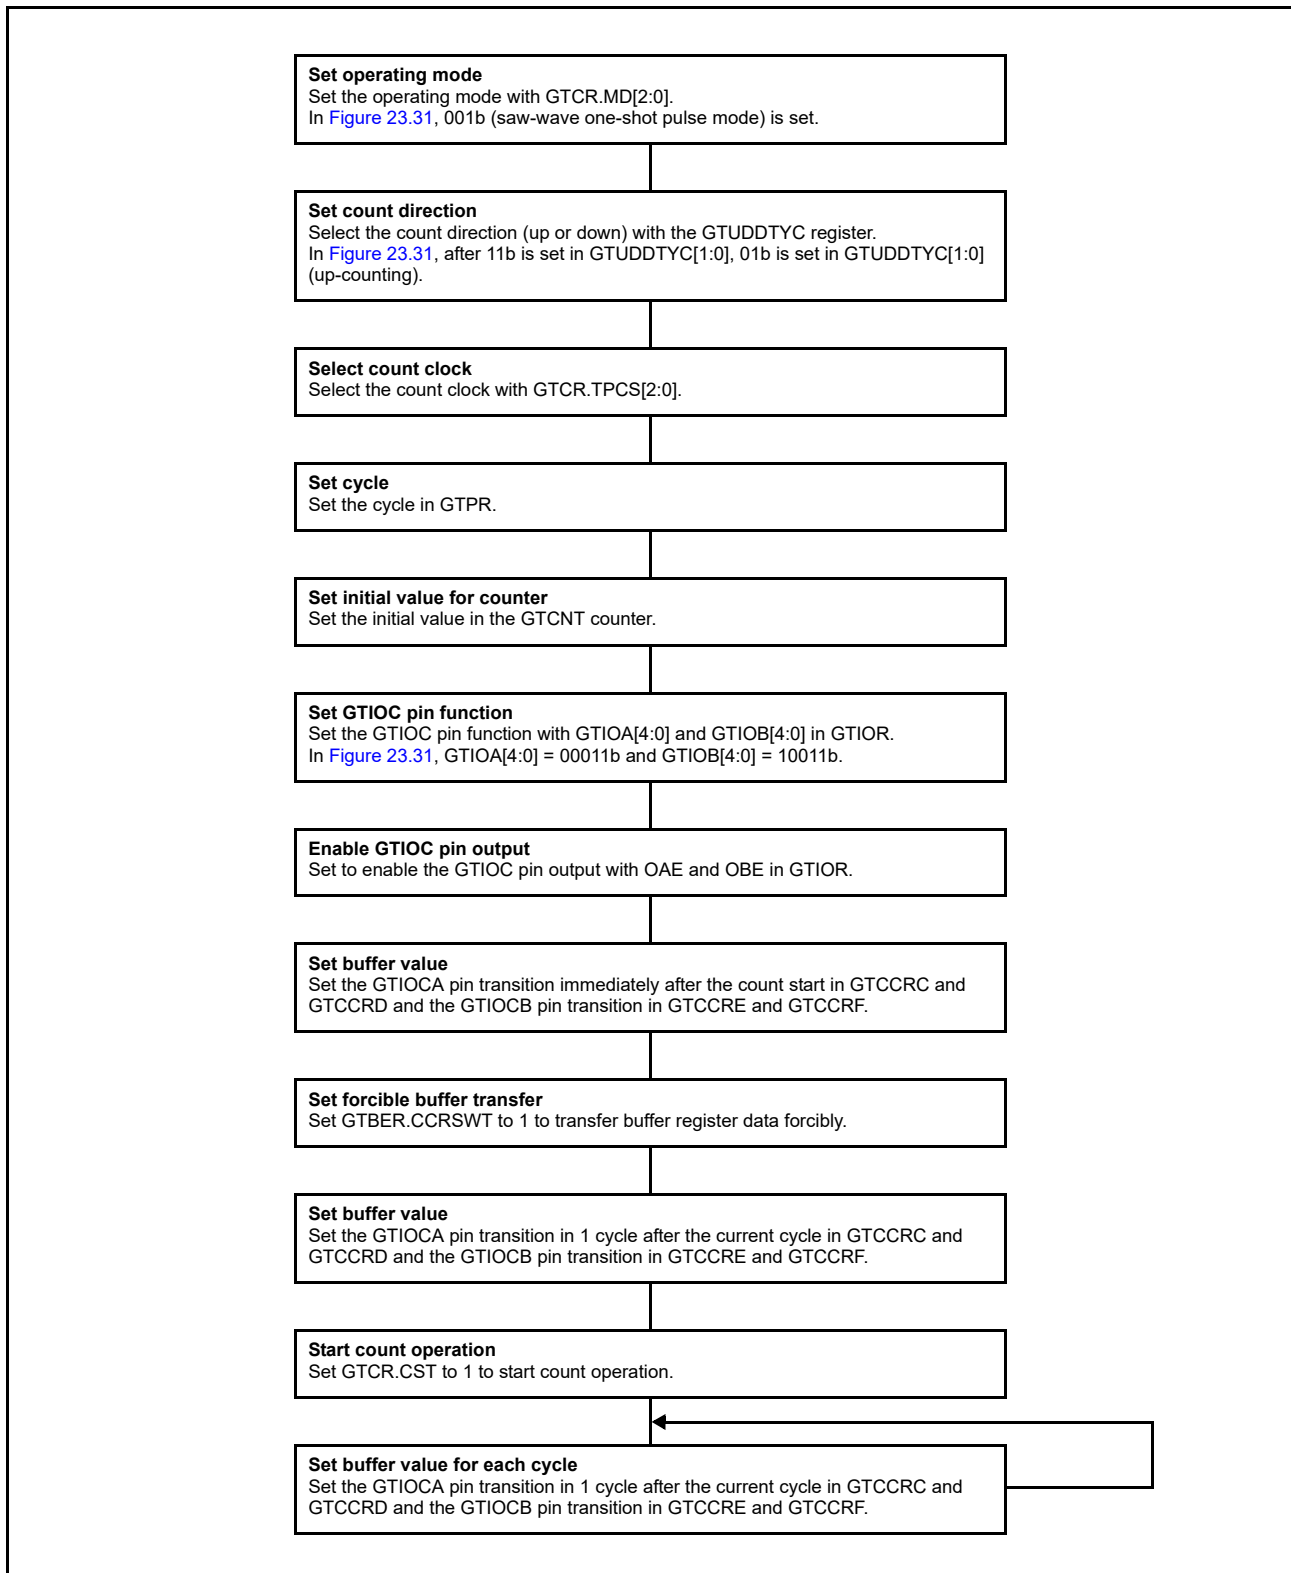 Set operating mode
Set the operating mode with GTCR.MD[2:0].
In Figure 23.31, 001b (saw-wave one-shot pulse mode) is set.
Set count direction
Select the count direction (up or down) with the GTUDDTYC register.
In Figure 23.31, after 11b is set in GTUDDTYC[1:0], 01b is set in GTUDDTYC[1:0]
(up-counting).
Select count clock
Select the count clock with GTCR.TPCS[2:0].
Set cycle
Set the cycle in GTPR.
Set initial value for counter
Set the initial value in the GTCNT counter.
Set GTIOC pin function
Set the GTIOC pin function with GTIOA[4:0] and GTIOB[4:0] in GTIOR.
In Figure 23.31, GTIOA[4:0] = 00011b and GTIOB[4:0] = 10011b.
Enable GTIOC pin output
Set to enable the GTIOC pin output with OAE and OBE in GTIOR.
Set buffer value
Set the GTIOCA pin transition immediately after the count start in GTCCRC and
GTCCRD and the GTIOCB pin transition in GTCCRE and GTCCRF.
Set forcible buffer transfer
Set GTBER.CCRSWT to 1 to transfer buffer register data forcibly.
Set buffer value
Set the GTIOCA pin transition in 1 cycle after the current cycle in GTCCRC and
GTCCRD and the GTIOCB pin transition in GTCCRE and GTCCRF.
Start count operation
Set GTCR.CST to 1 to start count operation.
Set buffer value for each cycle
Set the GTIOCA pin transition in 1 cycle after the current cycle in GTCCRC and
GTCCRD and the GTIOCB pin transition in GTCCRE and GTCCRF.